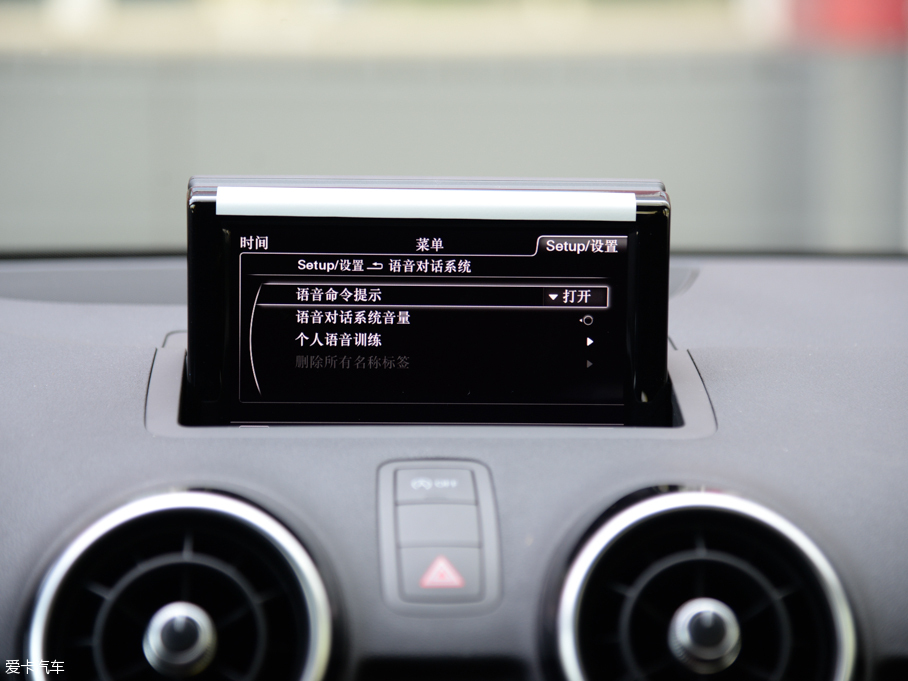 时间 菜单 Setup/设置
Setup/设置 语音对话系统
语音命令提示 打开
语音对话系统音量
个人语音训练
删除所有名称标签
OFF
爱卡汽车